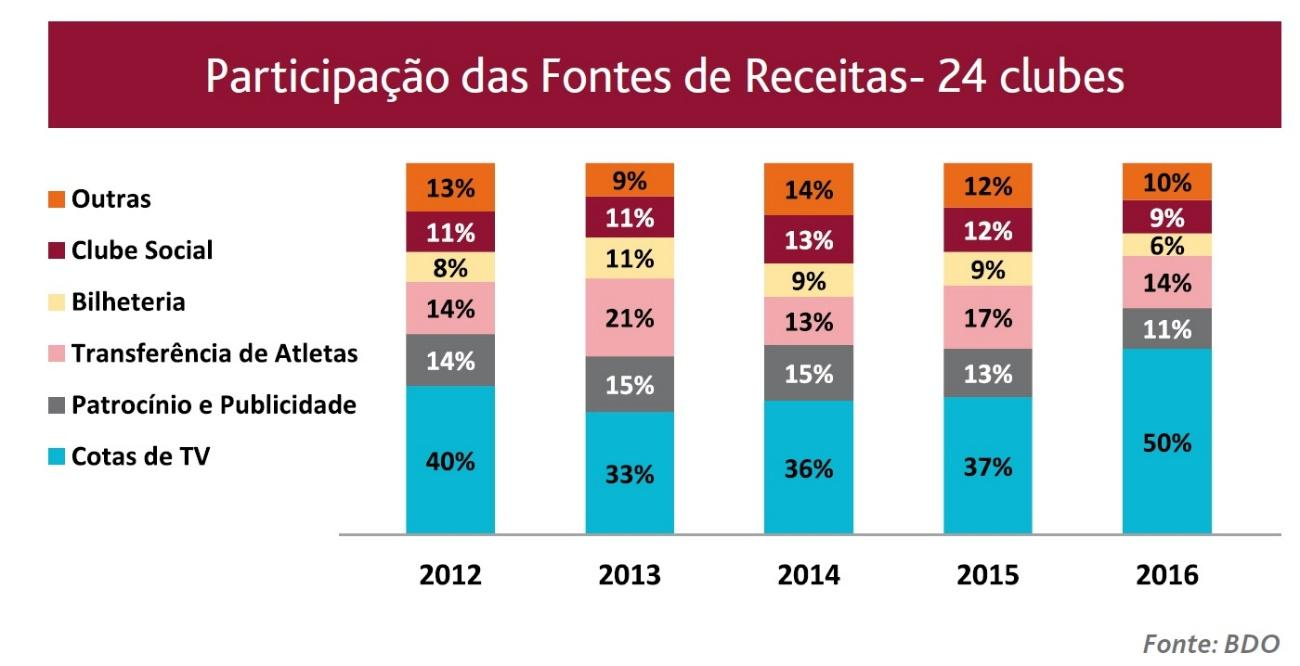 Participação das Fontes de Receitas- 24 clubes
Outras
Clube Social
Bilheteria
Transferência de Atletas
Patrocínio e Publicidade
Cotas de TV
13% 9% 14% 12% 10%
11% 11% 13% 12% 9%
8% 11% 9% 9% 6%
14% 21% 13% 17% 14%
14% 15% 15% 13% 11%
40% 33% 36% 37% 50%
2012 2013 2014 2015 2016
Fonte: BDO